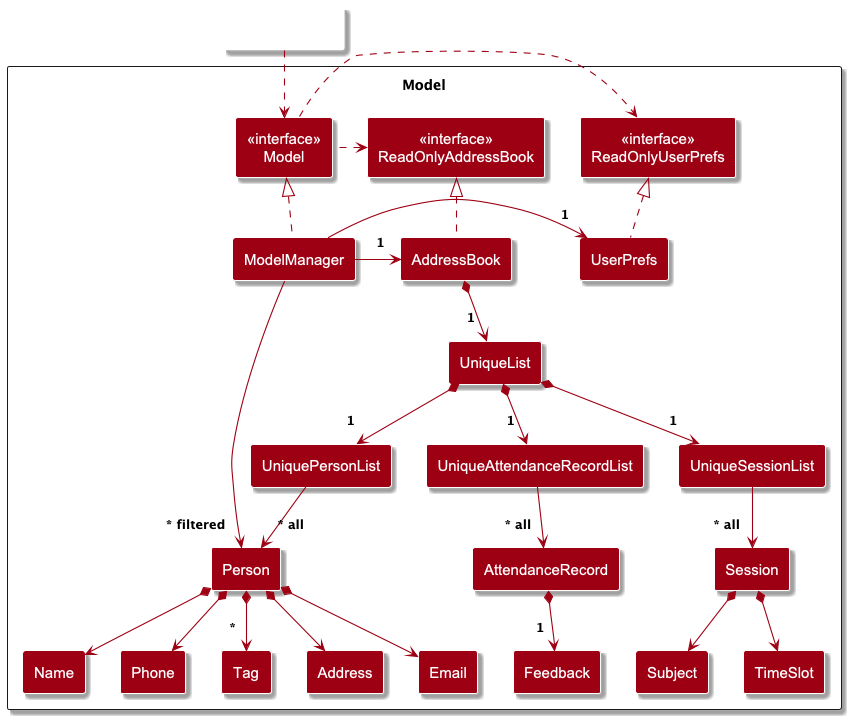 Model
«interface»
Model
«interface»
ReadOnlyAddressBook
«interface»
ReadOnlyUserPrefs
1
1
ModelManager
AddressBook
UserPrefs
1
UniqueList
1
1
1
UniquePersonList
UniqueAttendanceRecordList
UniqueSessionList
* filtered
* all
* all
* all
Person
AttendanceRecord
Session
*
1
Name
Phone
Tag
Address
Email
Feedback
Subject
TimeSlot